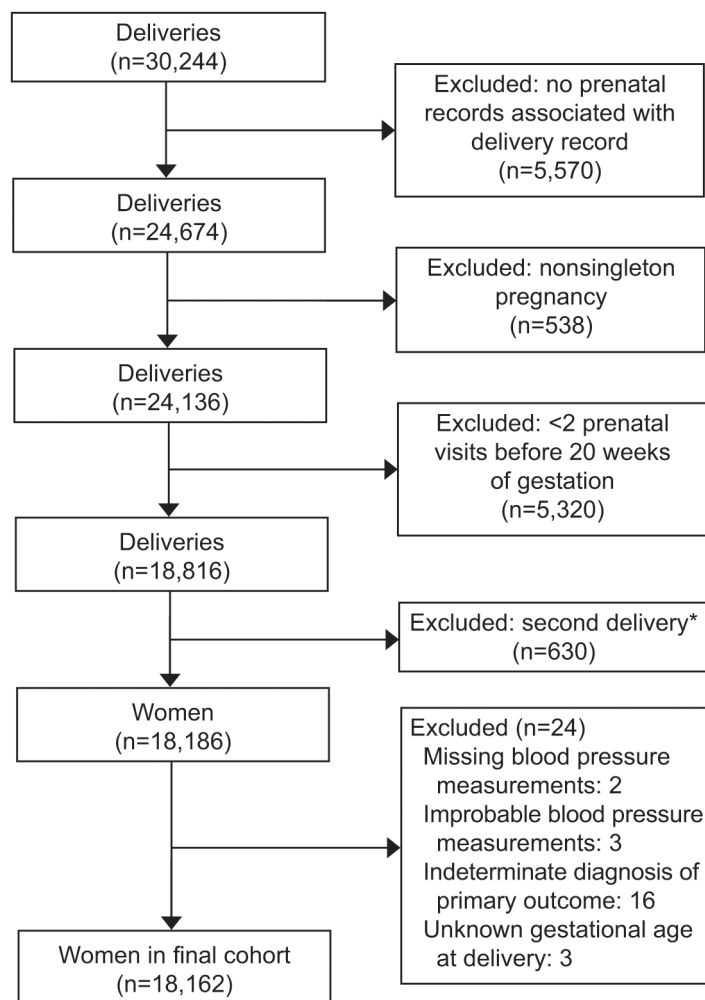 Deliveries
(n=30,244)
Excluded: no prenatal
records associated with
delivery record
(n=5,570)
Deliveries
(n=24,674)
Excluded: nonsingleton
pregnancy
(n=538)
Deliveries
(n=24,136)
Excluded: <2 prenatal
visits before 20 weeks
of gestation
(n=5,320)
Deliveries
(n=18,816)
Excluded: second delivery*
(n=630)
Women
(n=18,186)
Excluded (n=24)
Missing blood pressure
measurements: 2
Improbable blood pressure
measurements: 3
Indeterminate diagnosis of
primary outcome: 16
Unknown gestational age
at delivery: 3
Women in final cohort
(n=18,162)